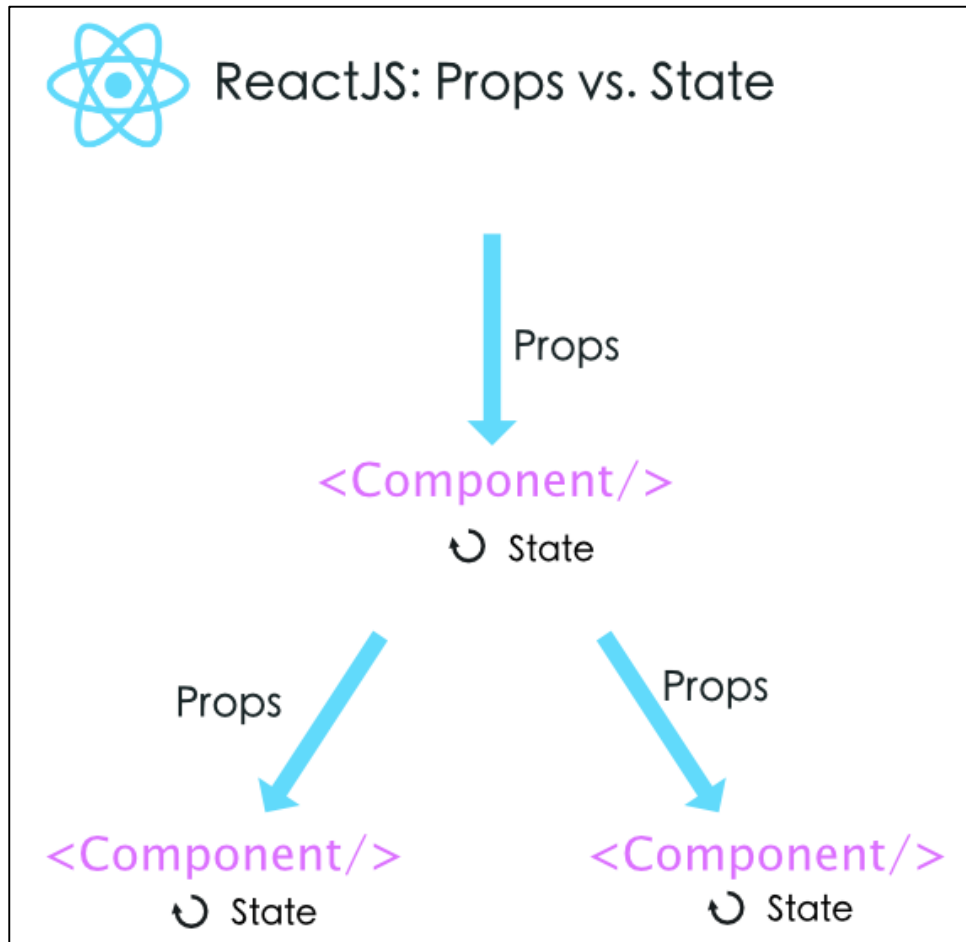 ReactJS: Props vs. State
Props
<Component/>
State
Props
Props
<Component/>
<Component/>
State
State